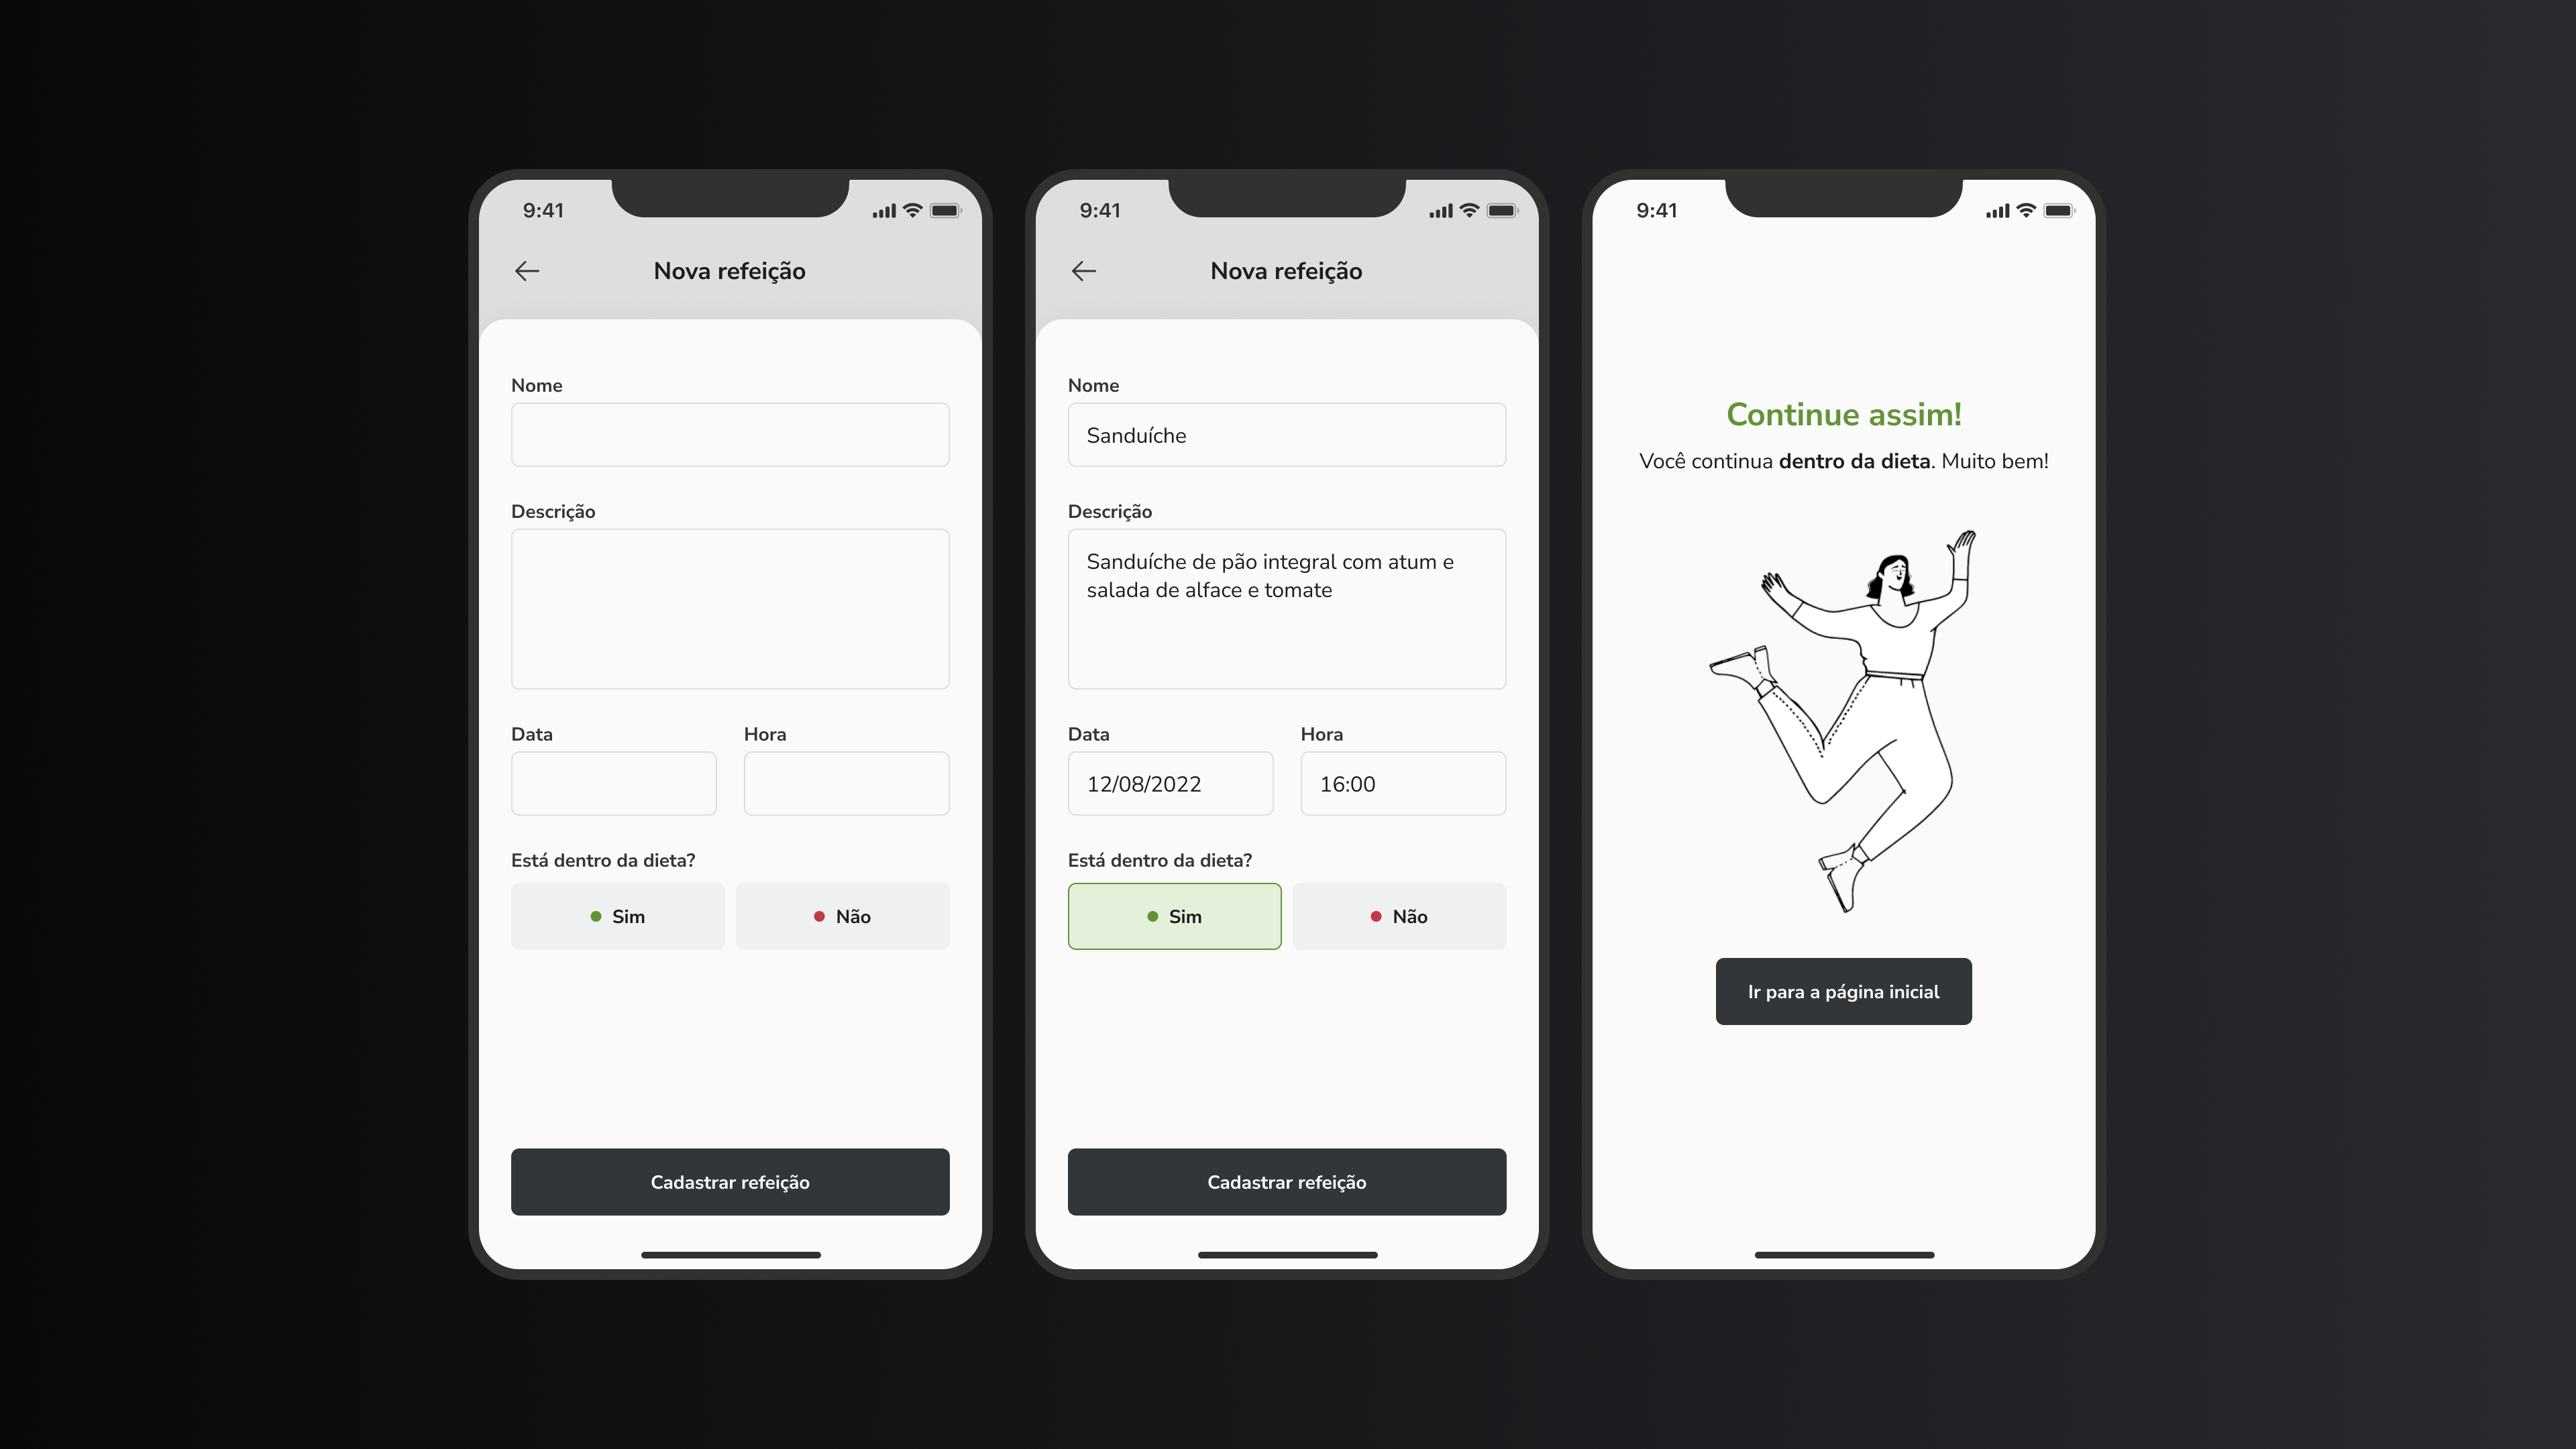 9:41
Nova refeição
Nome
Descrição
Data
Hora
Está dentro da dieta?
Sim
Não
Cadastrar refeição
9:41
Nova refeição
Nome
Sanduíche
Descrição
Sanduíche de pão integral com atum e
salada de alface e tomate
Data
Hora
12/08/2022
16:00
Está dentro da dieta?
Sim
Não
Cadastrar refeição
9:41
Continue assim!
Você continua dentro da dieta. Muito bem!
Ir para a página inicial